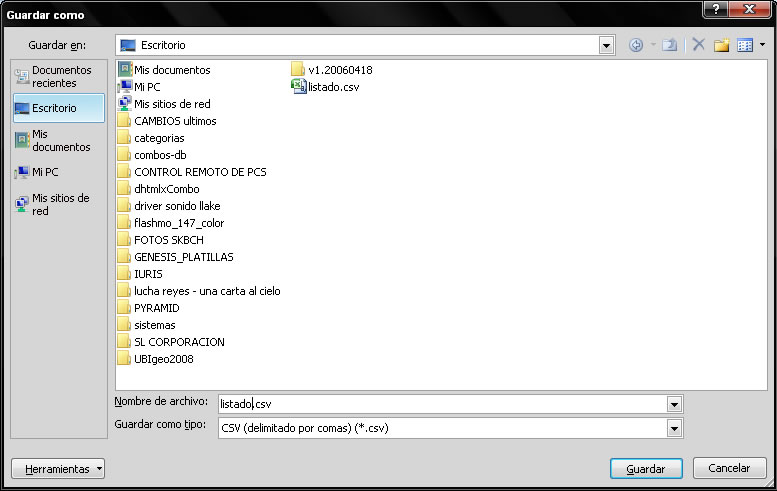 Guardar como
Guardar en:
Escritorio
Documentos
recientes
Escritorio
Mis
documentos
Mi PC
Mis sitios de
red
Mis documentos
Mi PC
Mis sitios de red
CAMBIOS ultimos
categorias
combos-db
CONTROL REMOTO DE PCS
dhtmlxCombo
driver sonido llake
flashmo_147_color
FOTOS SKBCH
GENESIS_PLATILLAS
IURIS
lucha reyes - una carta al cielo
PYRAMID
sistemas
SL CORPORACION
UBIgeo2008
v1.20060418
listado.csv
Nombre de archivo:
listado.csv
Guardar como tipo:
CSV (delimitado por comas) (*.csv)
Herramientas
Guardar
Cancelar